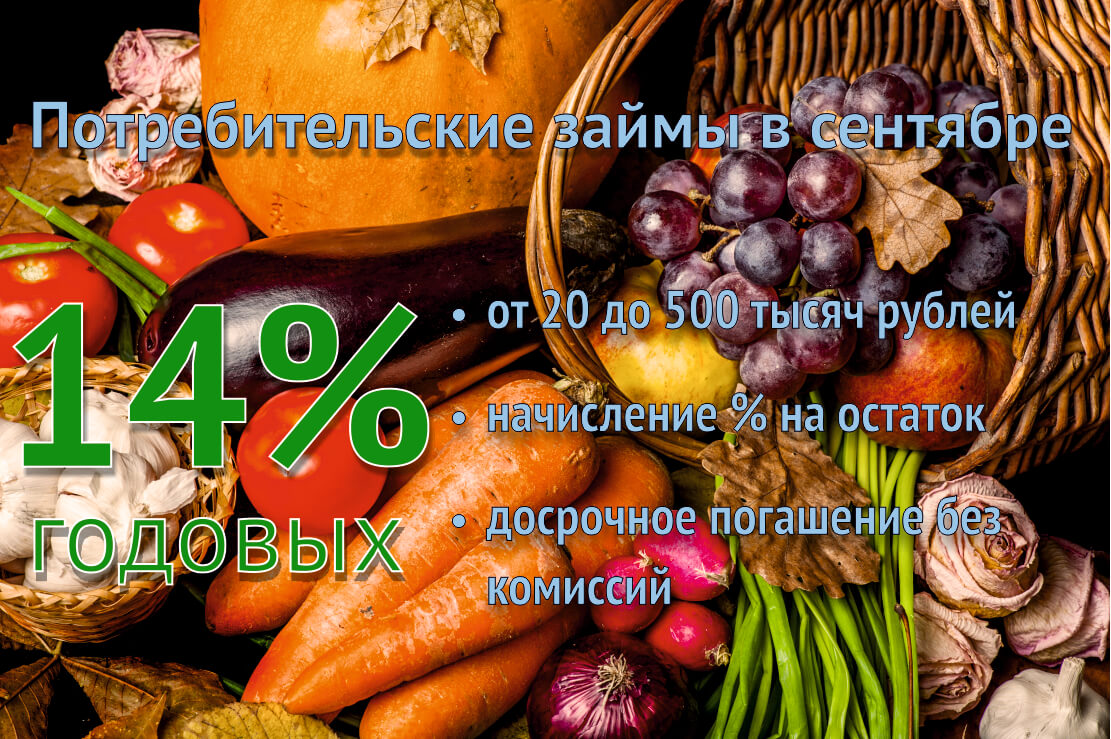 Потребительские займы в сентябре
14%
годовых
• от 20 до 500 тысяч рублей
• начисление % на остаток
• досрочное погашение без
комиссий